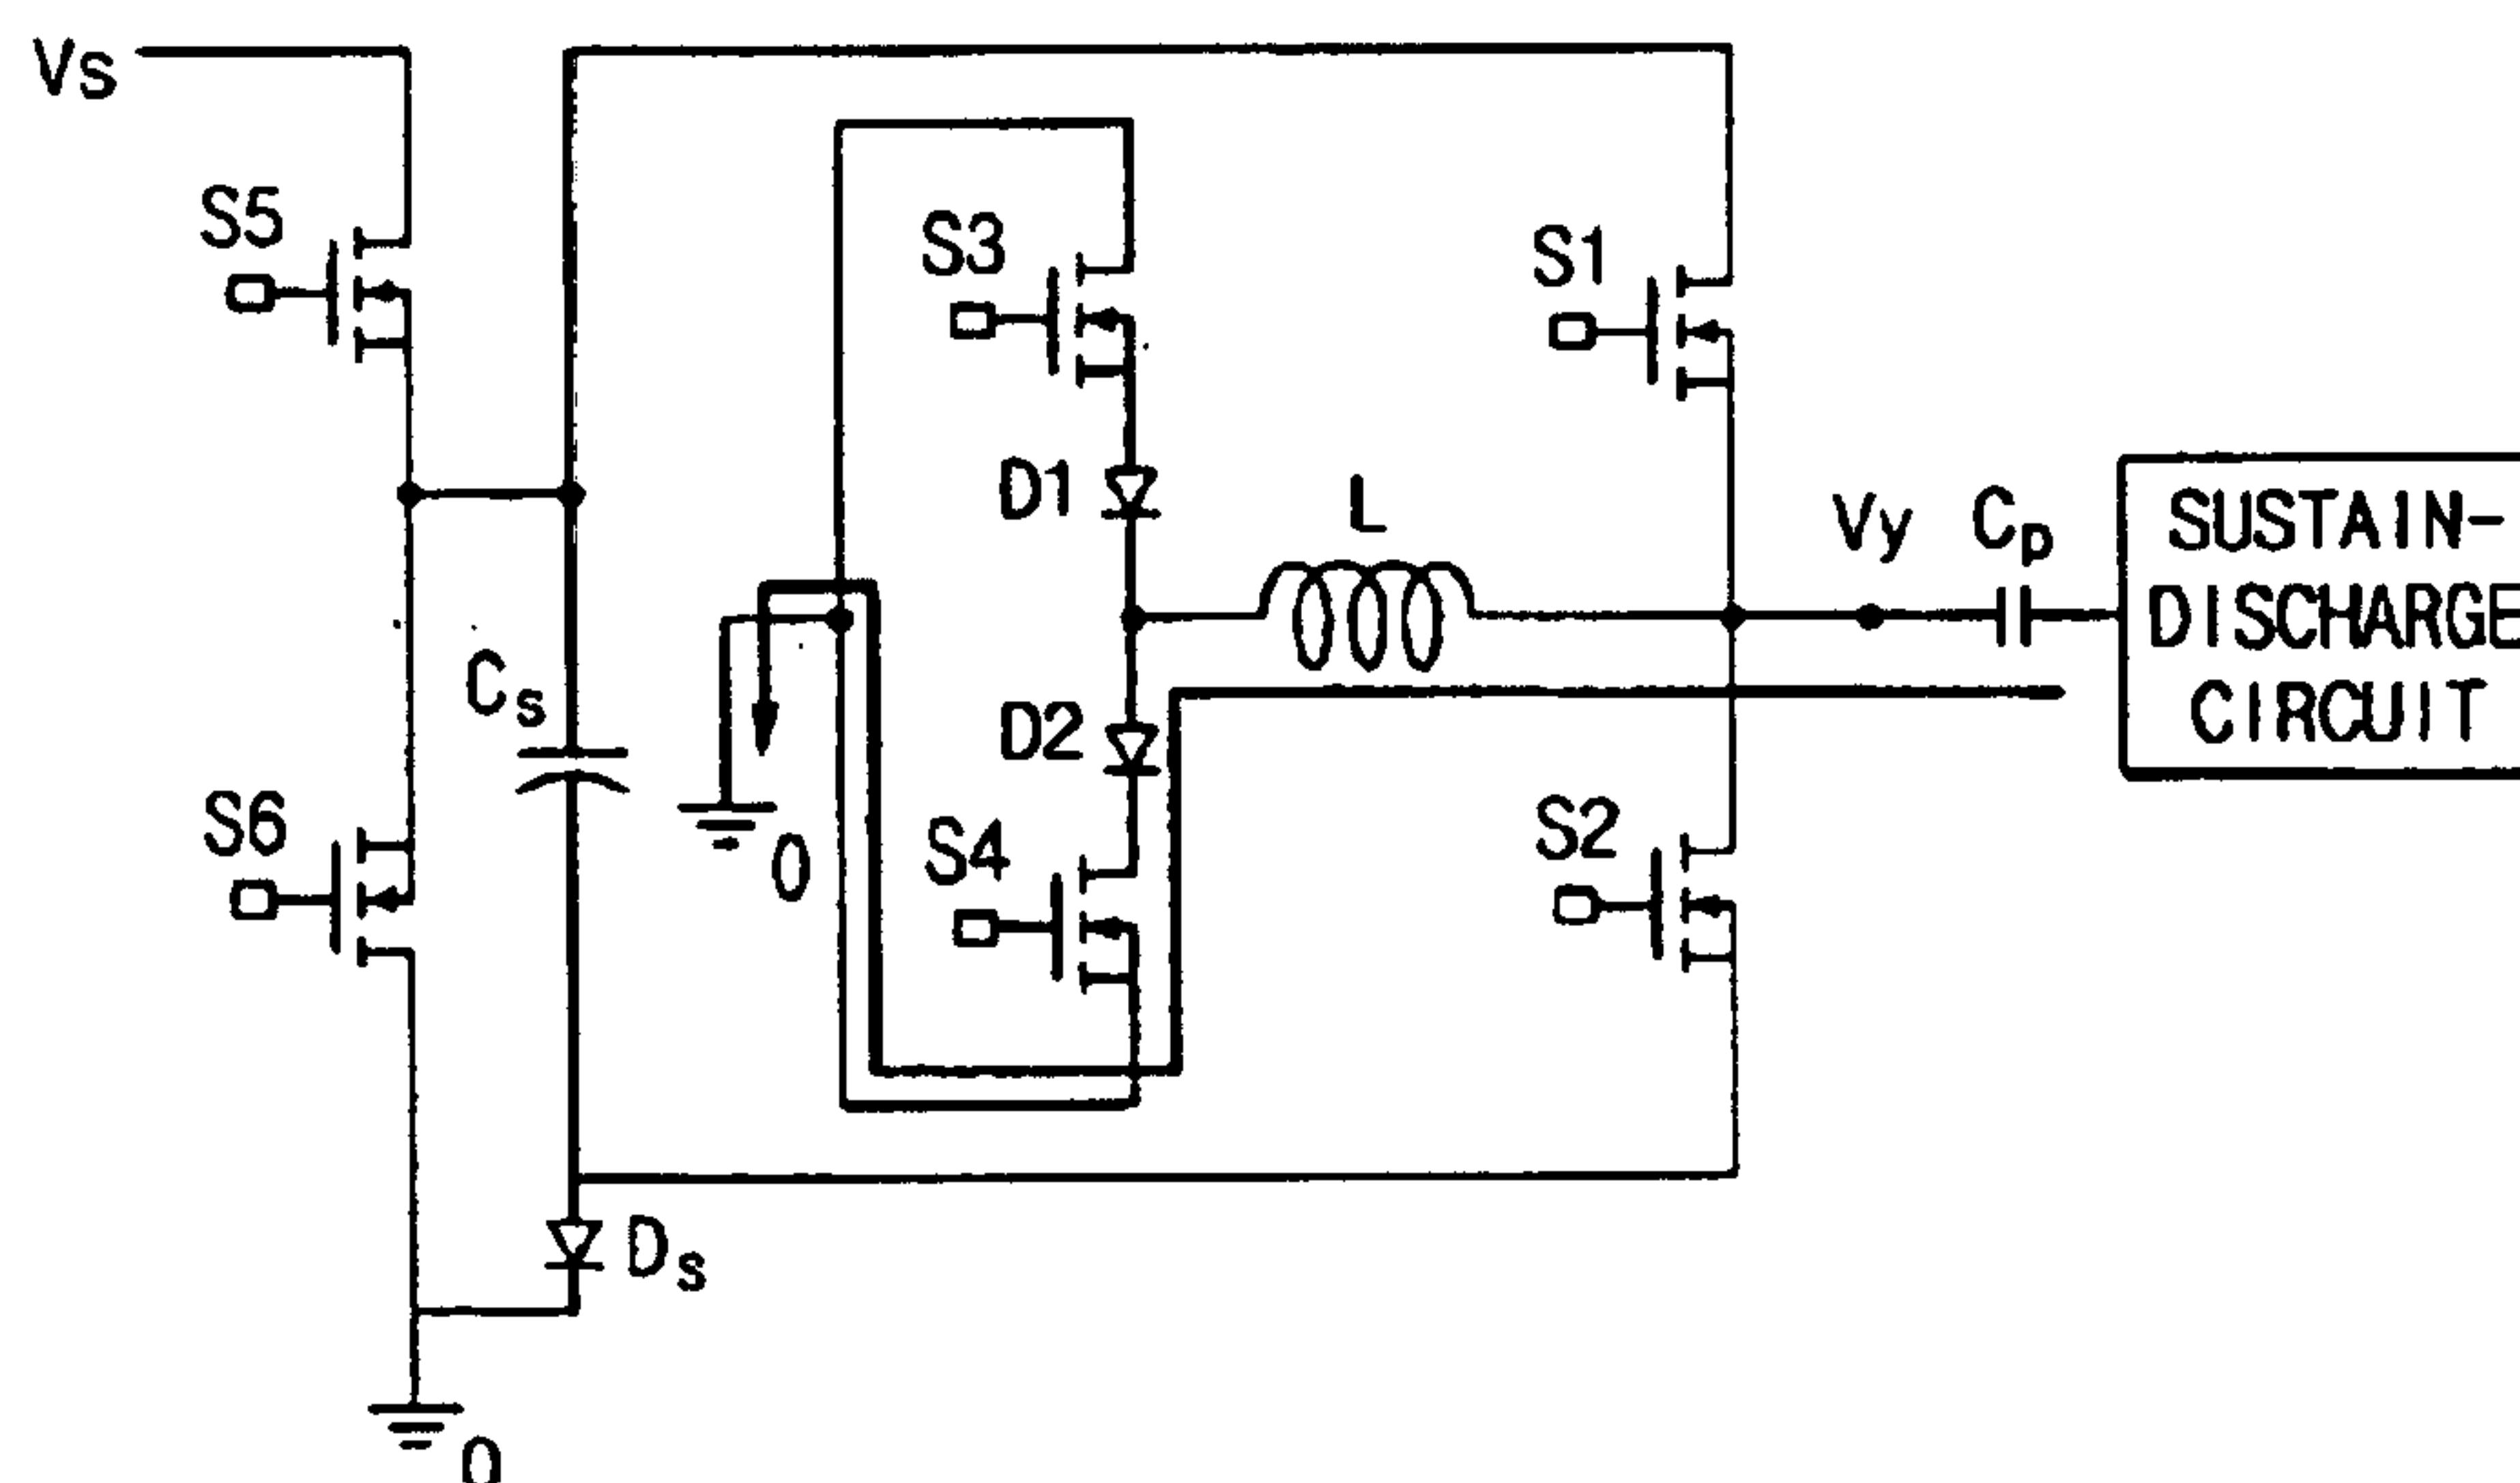 Vs
S5
S3
S1
D1
L
Vy
Cp
SUSTAIN-
DISCHARGE
CIRCUIT
Cs
D2
S6
0
S4
S2
Ds
0